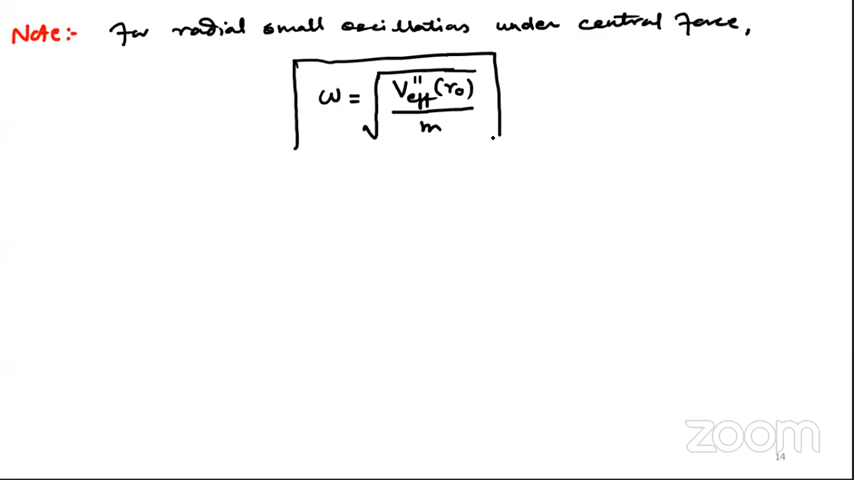 Note:- For radial small oscillations under central force,
ω = √(V''eff(r₀)/m)
zoom
14